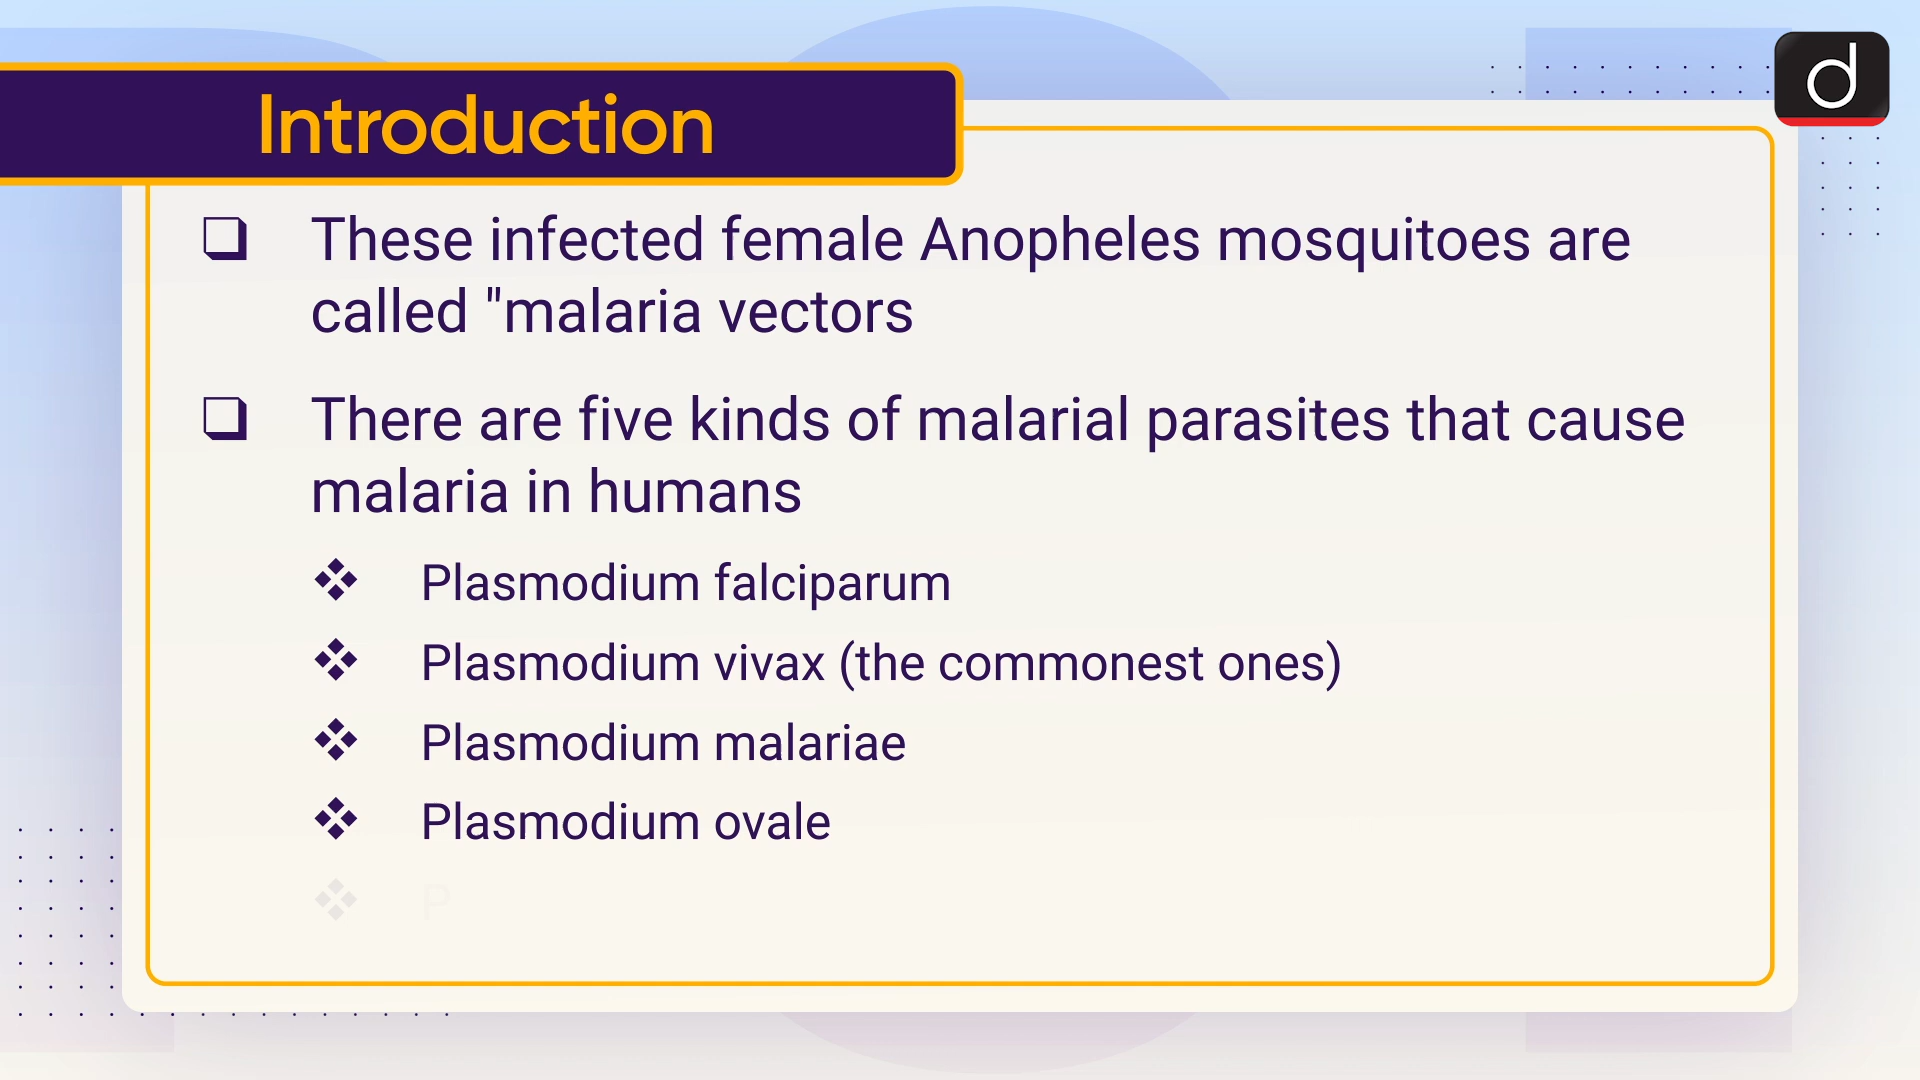 Introduction
d
These infected female Anopheles mosquitoes are
called "malaria vectors
There are five kinds of malarial parasites that cause
malaria in humans
Plasmodium falciparum
Plasmodium vivax (the commonest ones)
Plasmodium malariae
Plasmodium ovale
P